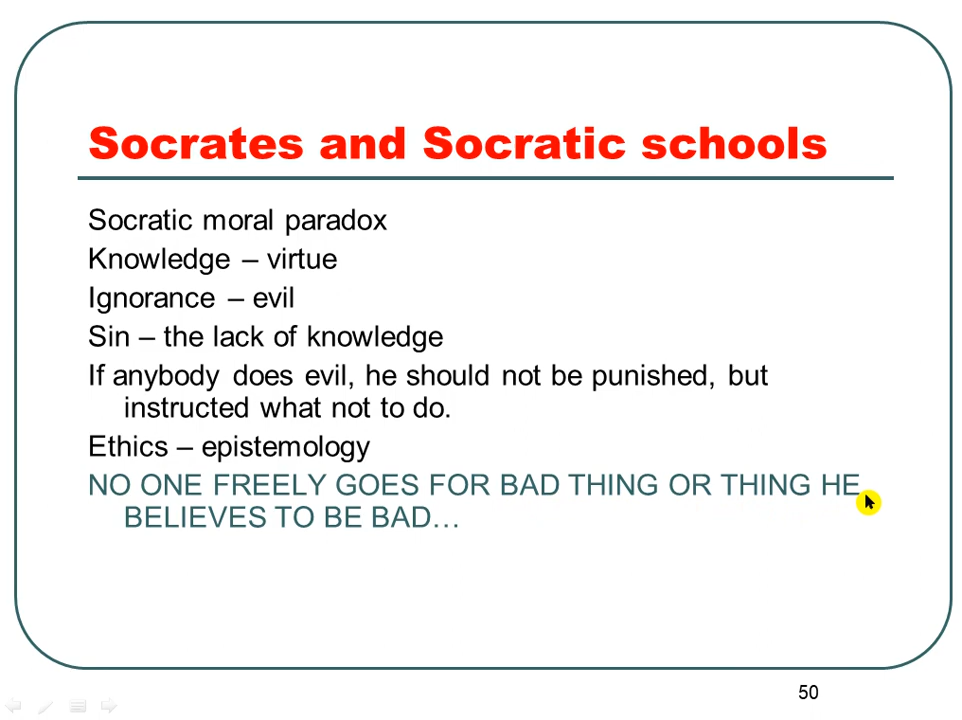 Socrates and Socratic schools
Socratic moral paradox
Knowledge – virtue
Ignorance – evil
Sin – the lack of knowledge
If anybody does evil, he should not be punished, but
instructed what not to do.
Ethics – epistemology
NO ONE FREELY GOES FOR BAD THING OR THING HE
BELIEVES TO BE BAD…
50